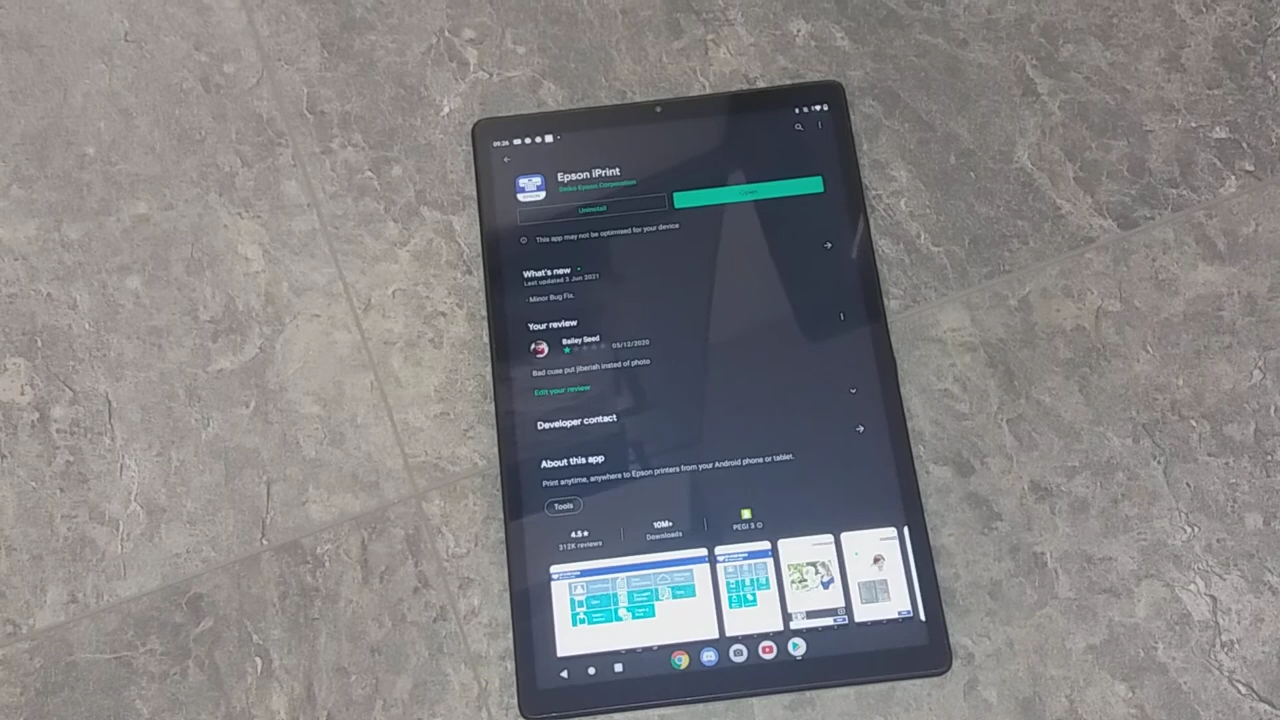 09:26
Epson iPrint
Seiko Epson Corporation
Uninstall
Open
This app may not be optimised for your device
What's new
Last updated 3 Jun 2021
- Minor Bug Fix.
Your review
Bailey Seed
05/12/2020
Bad cuse put jiberish insted of photo
Edit your review
Developer contact
About this app
Print anytime, anywhere to Epson printers from your Android phone or tablet.
Tools
4.5★
312K reviews
10M+
Downloads
PEGI 3